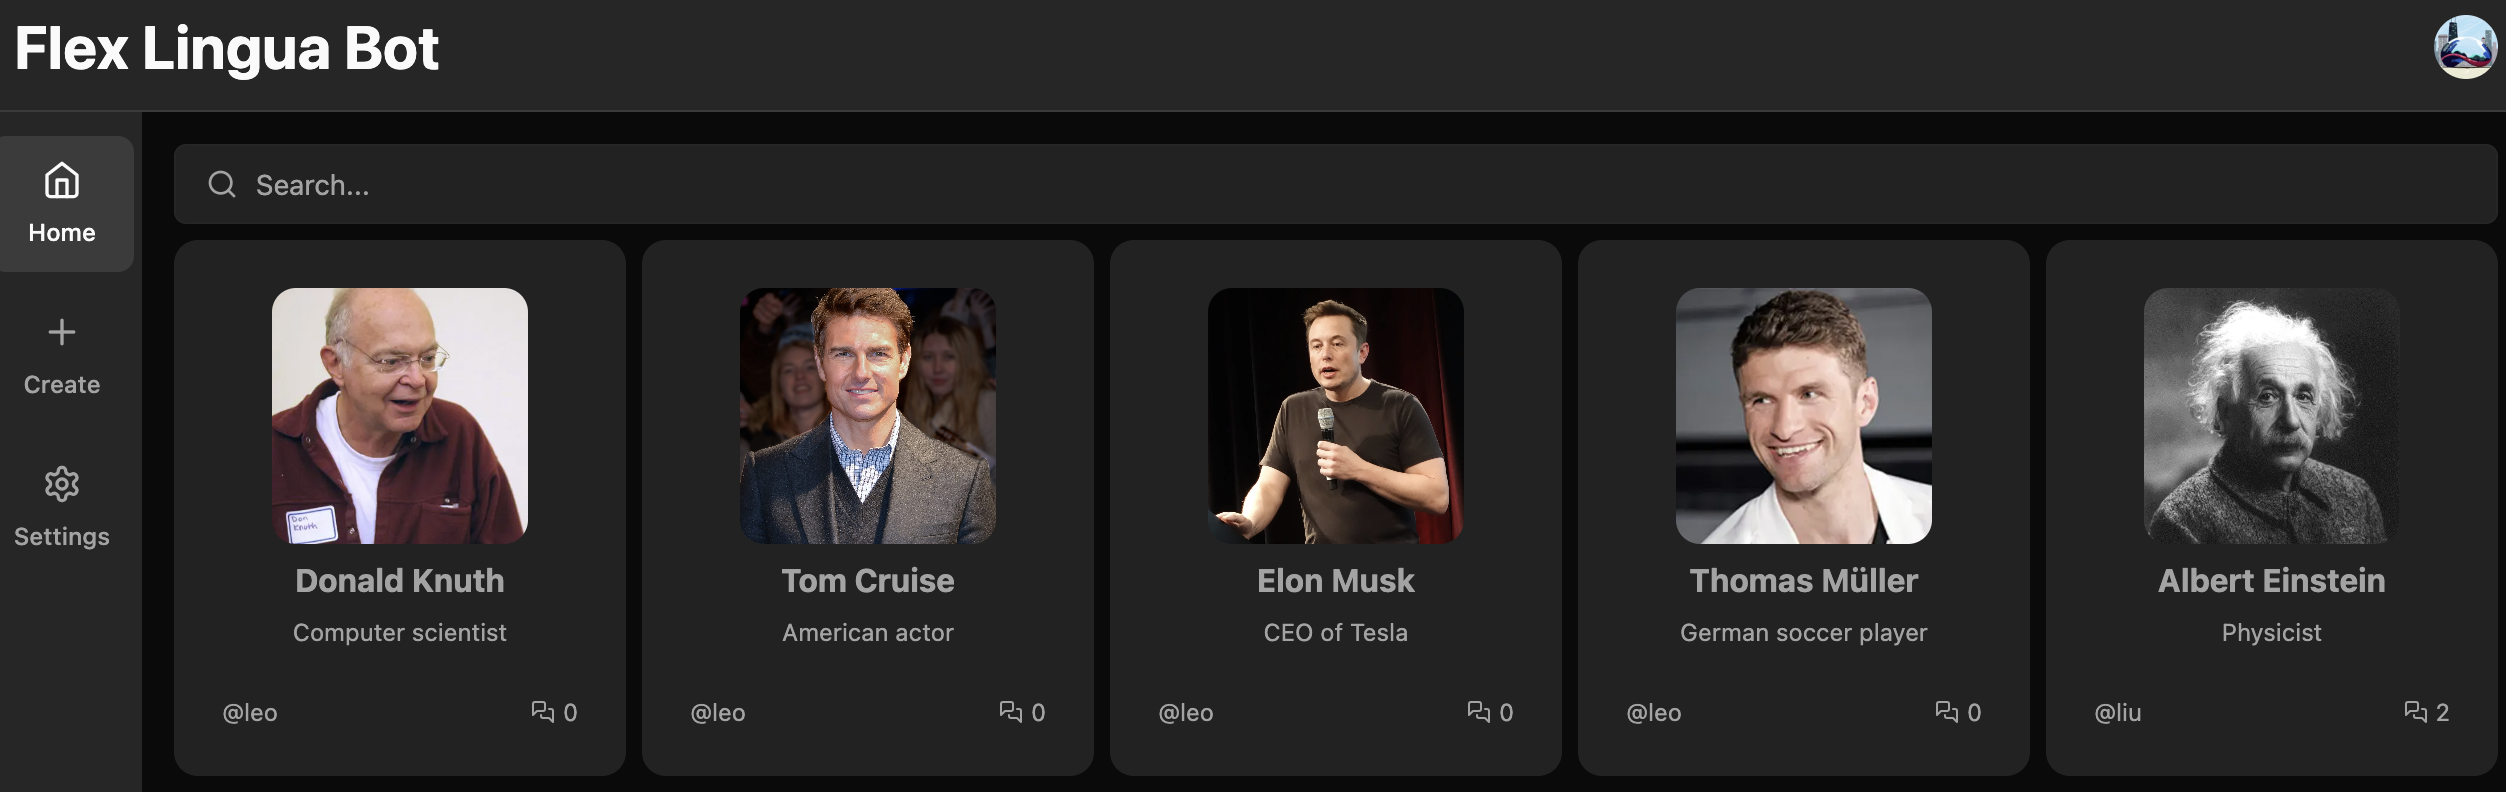 Flex Lingua Bot
Home
Create
Settings
Search...
Don
Knuth
Donald Knuth
Computer scientist
@leo
0
Tom Cruise
American actor
@leo
0
Elon Musk
CEO of Tesla
@leo
0
Thomas Müller
German soccer player
@leo
0
Albert Einstein
Physicist
@liu
2